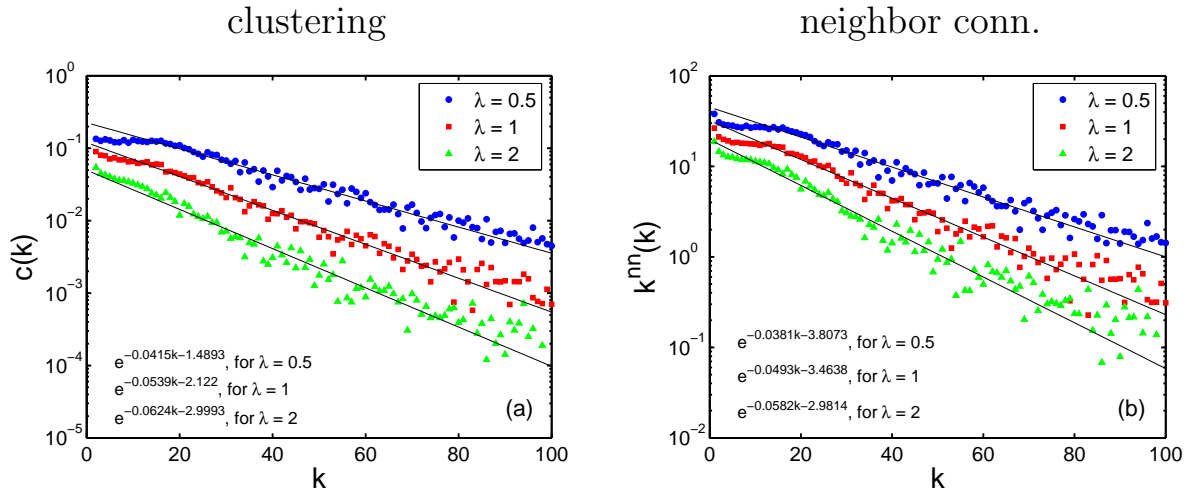 clustering
c(k)
10^0
10^-1
10^-2
10^-3
10^-4
10^-5
λ = 0.5
λ = 1
λ = 2
e^-0.0415k-1.4893, for λ = 0.5
e^-0.0539k-2.122, for λ = 1
e^-0.0624k-2.9993, for λ = 2
(a)
0 20 40 60 80 100
k
neighbor conn.
k^nn(k)
10^2
10^1
10^0
10^-1
10^-2
λ = 0.5
λ = 1
λ = 2
e^-0.0381k-3.8073, for λ = 0.5
e^-0.0493k-3.4638, for λ = 1
e^-0.0582k-2.9814, for λ = 2
(b)
0 20 40 60 80 100
k